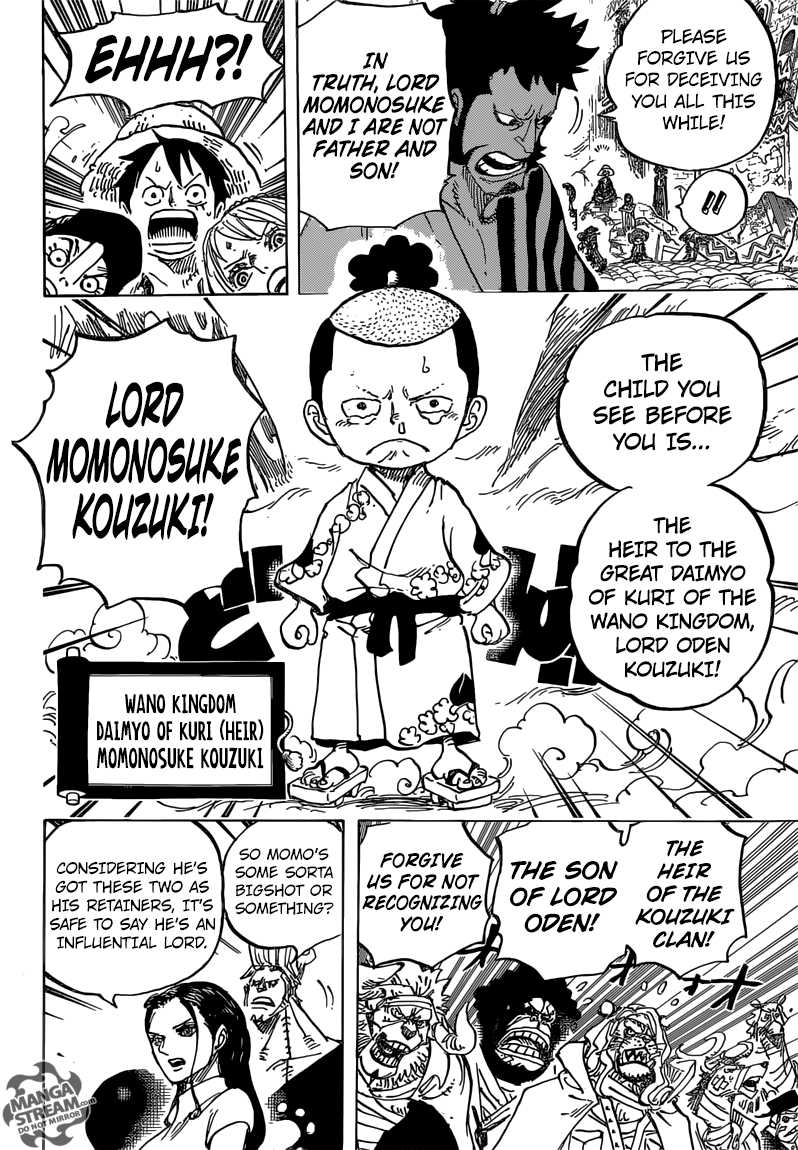 PLEASE
FORGIVE US
FOR DECEIVING
YOU ALL THIS
WHILE!
!!
IN
TRUTH, LORD
MOMONOSUKE
AND I ARE NOT
FATHER AND
SON!
EHHH?!
THE
CHILD YOU
SEE BEFORE
YOU IS...
THE
HEIR TO THE
GREAT DAIMYO
OF KURI OF THE
WANO KINGDOM,
LORD ODEN
KOUZUKI!
LORD
MOMONOSUKE
KOUZUKI!
WANO KINGDOM
DAIMYO OF KURI (HEIR)
MOMONOSUKE KOUZUKI
THE
HEIR
OF THE
KOUZUKI
CLAN!
THE SON
OF LORD
ODEN!
FORGIVE
US FOR NOT
RECOGNIZING
YOU!
SO MOMO'S
SOME SORTA
BIGSHOT OR
SOMETHING?
CONSIDERING HE'S
GOT THESE TWO AS
HIS RETAINERS, IT'S
SAFE TO SAY HE'S AN
INFLUENTIAL LORD.
MANGA
STREAM.com
DO NOT MIRROR